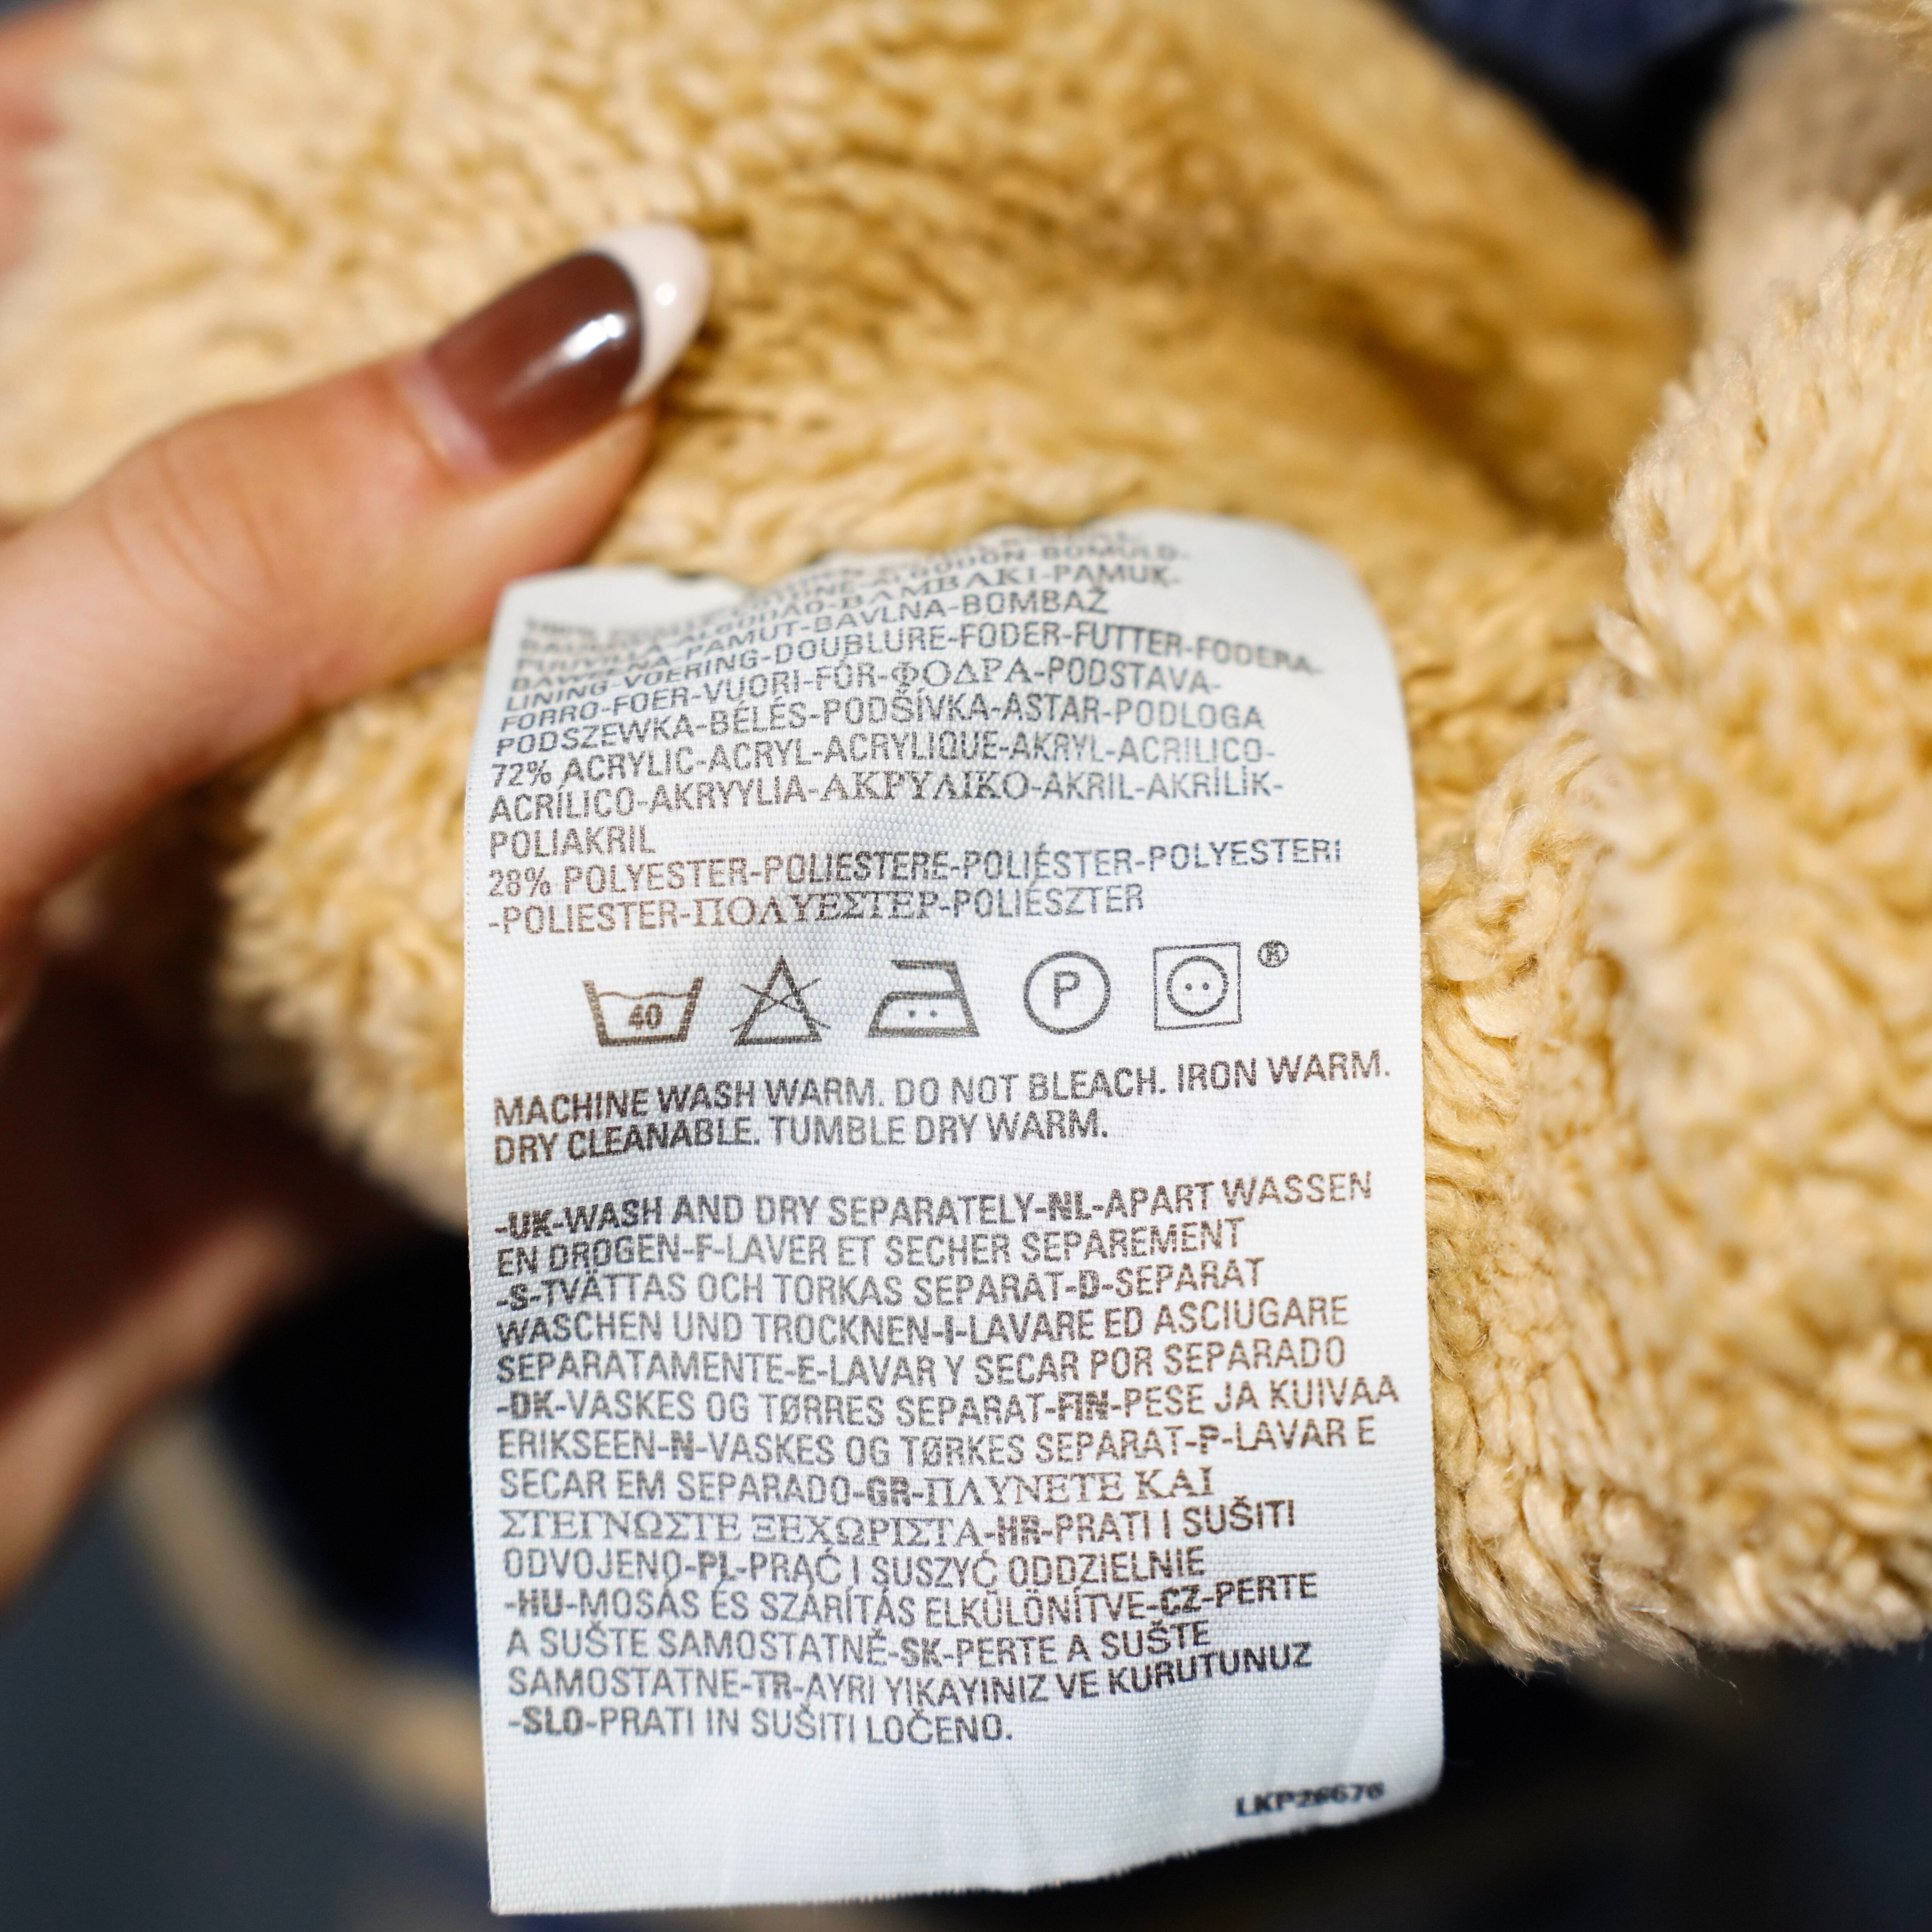 BOMULD-
PAMUK-
PUUVILLA-ALGODÃO-BAMBAKI-PAMUK-
BAWEŁNA-PAMUT-BAVLNA-BOMBAŽ
LINING-VOERING-DOUBLURE-FODER-FUTTER-FODERA-
FORRO-FOER-VUORI-FÓR-ΦΟΔΡΑ-PODSTAVA-
PODSZEWKA-BÉLÉS-PODŠÍVKA-ASTAR-PODLOGA
72% ACRYLIC-ACRYL-ACRYLIQUE-AKRYL-ACRILICO-
ACRÍLICO-AKRYYLIA-ΑΚΡΥΛΙΚΟ-AKRIL-AKRİLİK-
POLIAKRIL
28% POLYESTER-POLIESTERE-POLIÉSTER-POLYESTERI
-POLIESTER-ΠΟΛΥΕΣΤΕΡ-POLIÉSZTER
40 P ®
MACHINE WASH WARM. DO NOT BLEACH. IRON WARM.
DRY CLEANABLE. TUMBLE DRY WARM.
-UK-WASH AND DRY SEPARATELY-NL-APART WASSEN
EN DROGEN-F-LAVER ET SECHER SEPAREMENT
-S-TVÄTTAS OCH TORKAS SEPARAT-D-SEPARAT
WASCHEN UND TROCKNEN-I-LAVARE ED ASCIUGARE
SEPARATAMENTE-E-LAVAR Y SECAR POR SEPARADO
-DK-VASKES OG TØRRES SEPARAT-FIN-PESE JA KUIVAA
ERIKSEEN-N-VASKES OG TØRKES SEPARAT-P-LAVAR E
SECAR EM SEPARADO-GR-ΠΛΥΝΕΤΕ ΚΑΙ
ΣΤΕΓΝΩΣΤΕ ΞΕΧΩΡΙΣΤΑ-HR-PRATI I SUŠITI
ODVOJENO-PL-PRAĆ I SUSZYĆ ODDZIELNIE
-HU-MOSÁS ÉS SZÁRÍTÁS ELKÜLÖNÍTVE-CZ-PERTE
A SUŠTE SAMOSTATNĚ-SK-PERTE A SUŠTE
SAMOSTATNE-TR-AYRI YIKAYINIZ VE KURUTUNUZ
-SLO-PRATI IN SUŠITI LOČENO.
LKP26676